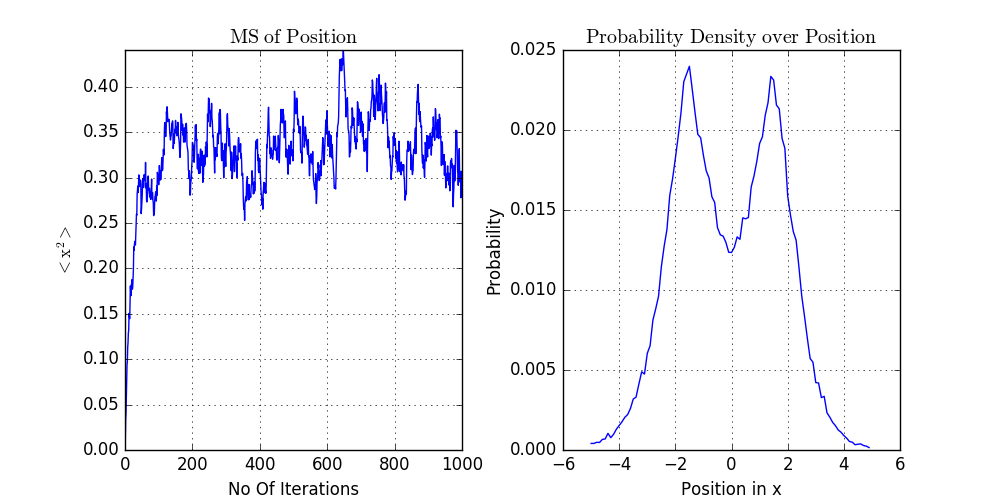 MS of Position
<x²>
0.40
0.35
0.30
0.25
0.20
0.15
0.10
0.05
0.00
0 200 400 600 800 1000
No Of Iterations
Probability Density over Position
Probability
0.025
0.020
0.015
0.010
0.005
0.000
−6 −4 −2 0 2 4 6
Position in x